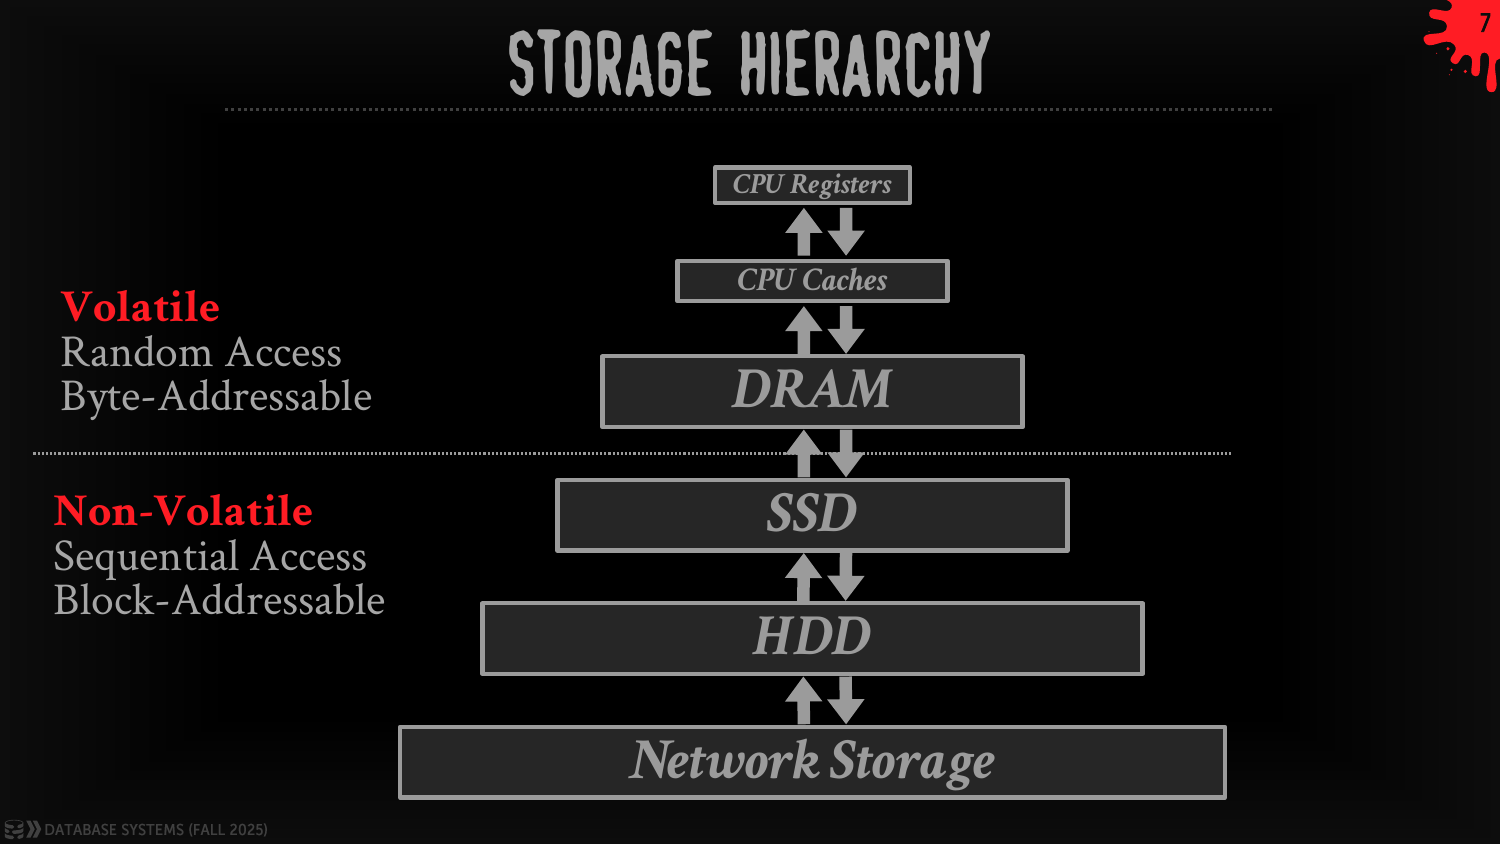 7
STORAGE HIERARCHY
CPU Registers
CPU Caches
Volatile
Random Access
Byte-Addressable
DRAM
Non-Volatile
Sequential Access
Block-Addressable
SSD
HDD
Network Storage
DATABASE SYSTEMS (FALL 2025)